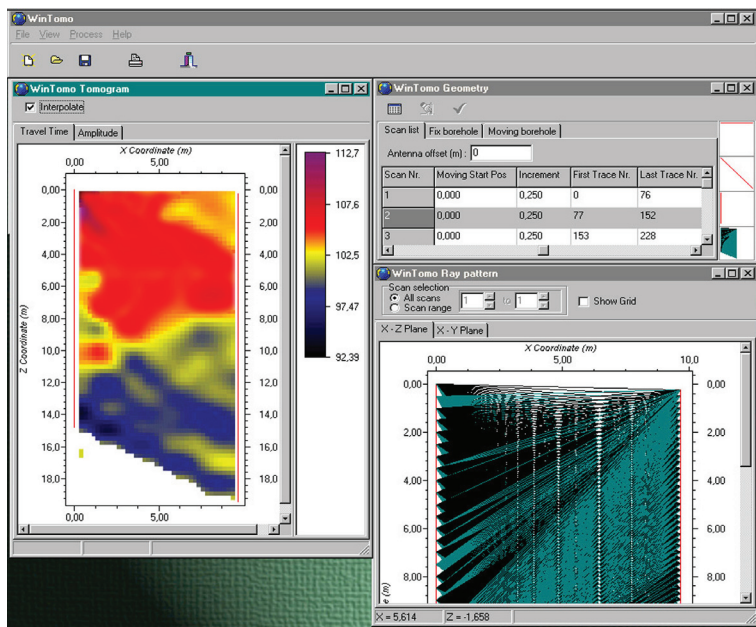 WinTomo
File View Process Help
WinTomo Tomogram
Interpolate
Travel Time Amplitude
X Coordinate (m)
0,00 5,00
0,00 0,00
2,00 2,00
4,00 4,00
6,00 6,00
8,00 8,00
10,0 10,0
12,0 12,0
14,0 14,0
16,0 16,0
18,0 18,0
0,00 5,00
Z Coordinate (m)
112,7
107,6
102,5
97,47
92,39
WinTomo Geometry
Scan list Fix borehole Moving borehole
Antenna offset (m) : 0
Scan Nr. Moving Start Pos Increment First Trace Nr. Last Trace Nr.
1 0,000 0,250 0 76
2 0,000 0,250 77 152
3 0,000 0,250 153 228
WinTomo Ray pattern
Scan selection
All scans
Scan range
1 to 1
Show Grid
X - Z Plane X - Y Plane
X Coordinate (m)
0,00 5,00 10,0
0,00 0,00
2,00 2,00
4,00 4,00
6,00 6,00
8,00 8,00
X = 5,614 Z = -1,658